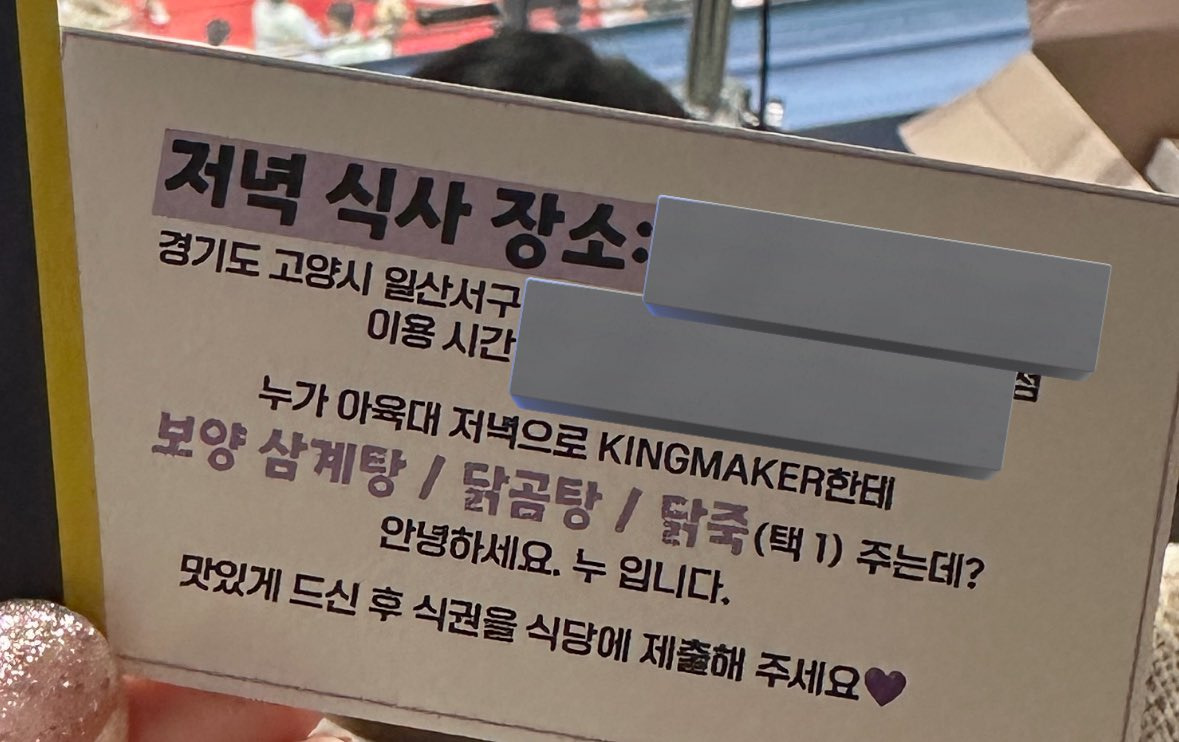 저녁 식사 장소:
경기도 고양시 일산서구
이용 시간
점
누가 아육대 저녁으로 KINGMAKER한테
보양 삼계탕 / 닭곰탕 / 닭죽(택 1) 주는데?
안녕하세요. 누 입니다.
맛있게 드신 후 식권을 식당에 제출해 주세요💜